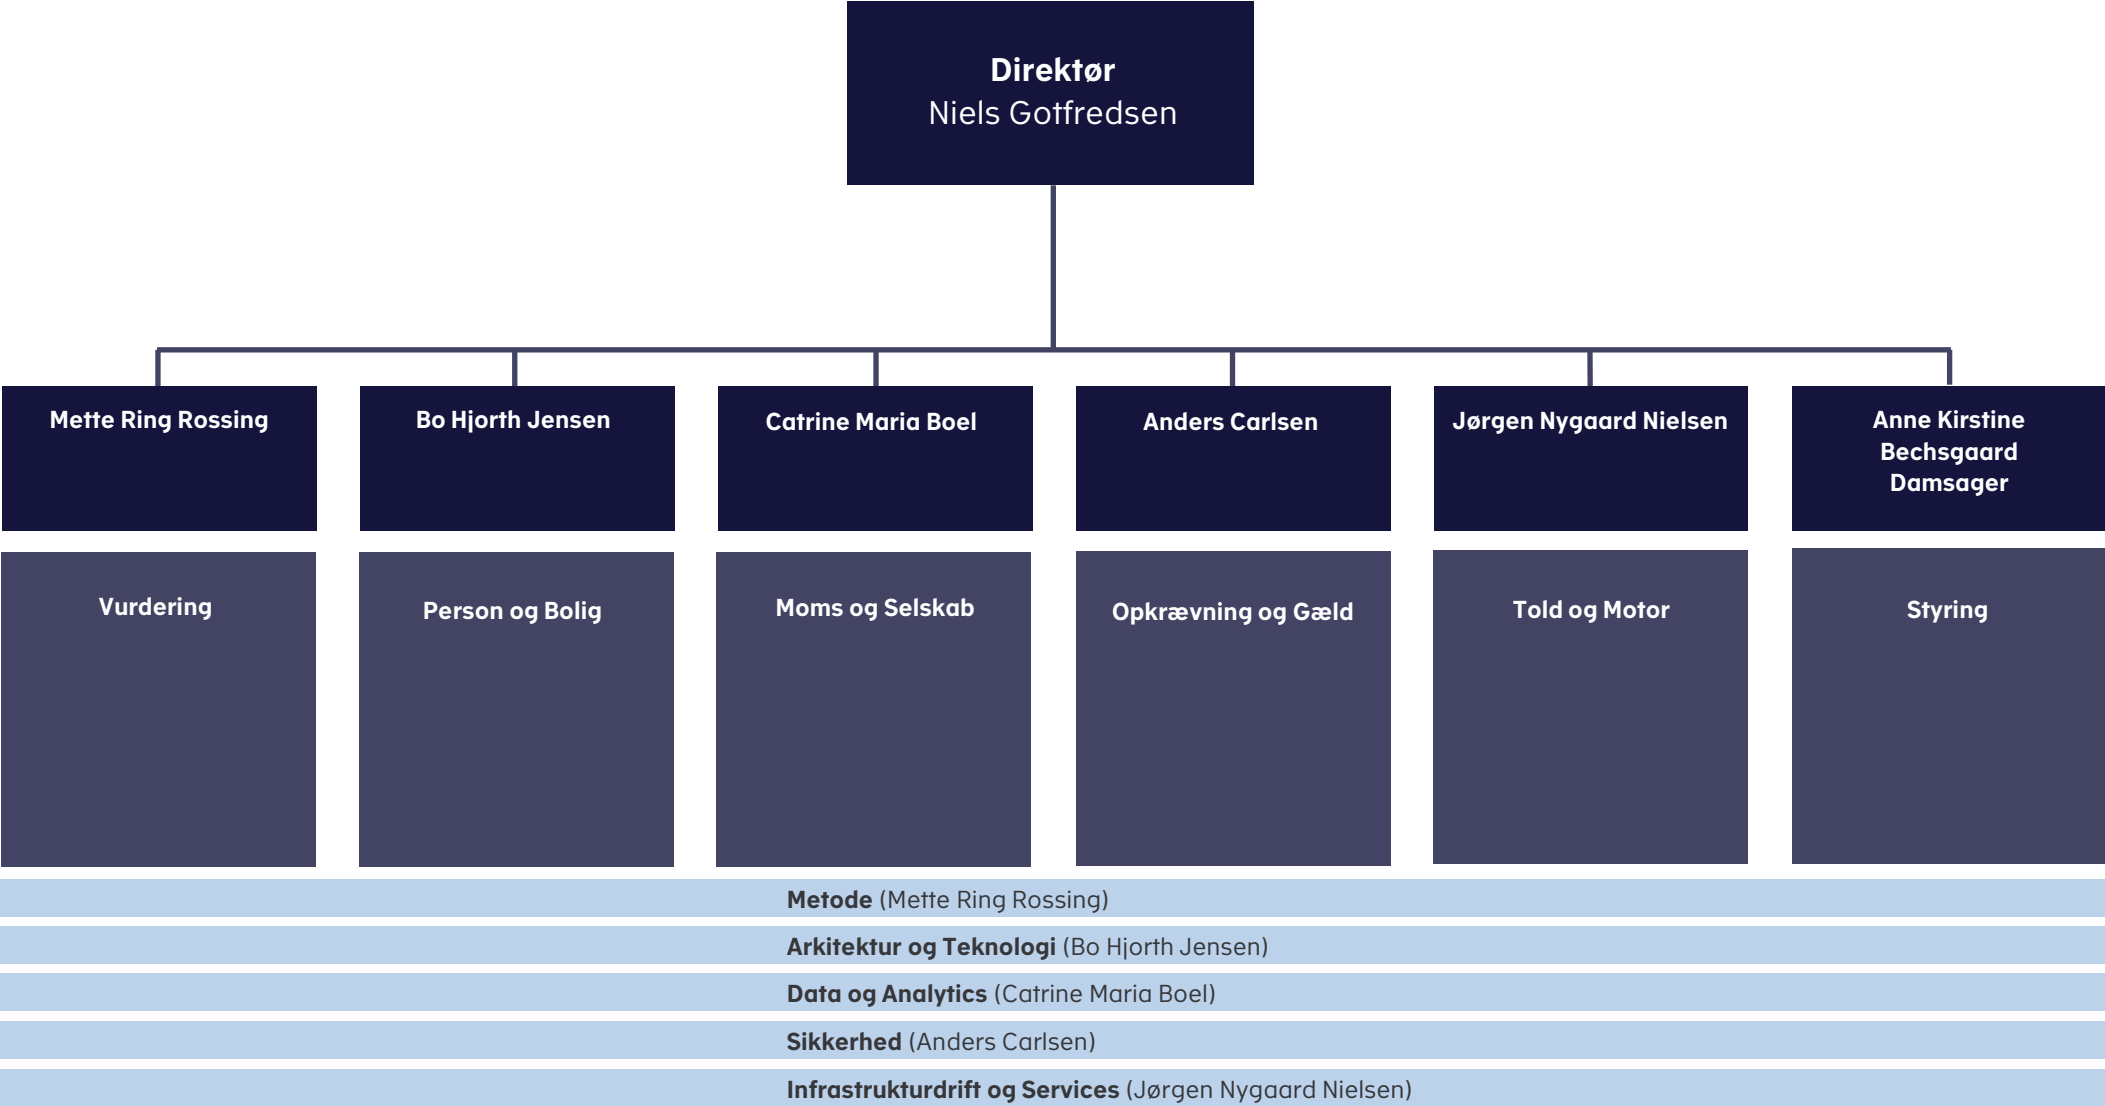 Direktør
Niels Gotfredsen
Mette Ring Rossing
Bo Hjorth Jensen
Catrine Maria Boel
Anders Carlsen
Jørgen Nygaard Nielsen
Anne Kirstine
Bechsgaard
Damsager
Vurdering
Person og Bolig
Moms og Selskab
Opkrævning og Gæld
Told og Motor
Styring
Metode (Mette Ring Rossing)
Arkitektur og Teknologi (Bo Hjorth Jensen)
Data og Analytics (Catrine Maria Boel)
Sikkerhed (Anders Carlsen)
Infrastrukturdrift og Services (Jørgen Nygaard Nielsen)